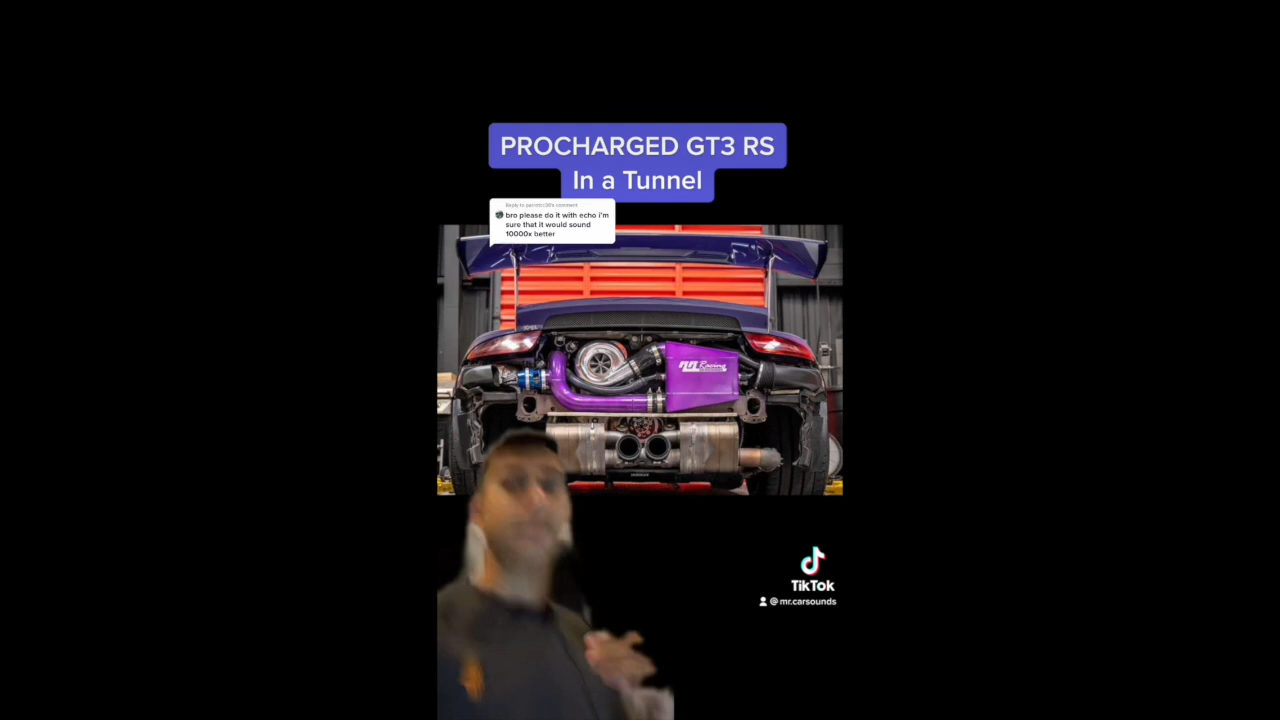 PROCHARGED GT3 RS
In a Tunnel
bro please do it with echo i'm
sure that it would sound
10000x better
Racing
TikTok
@ mr.carsounds